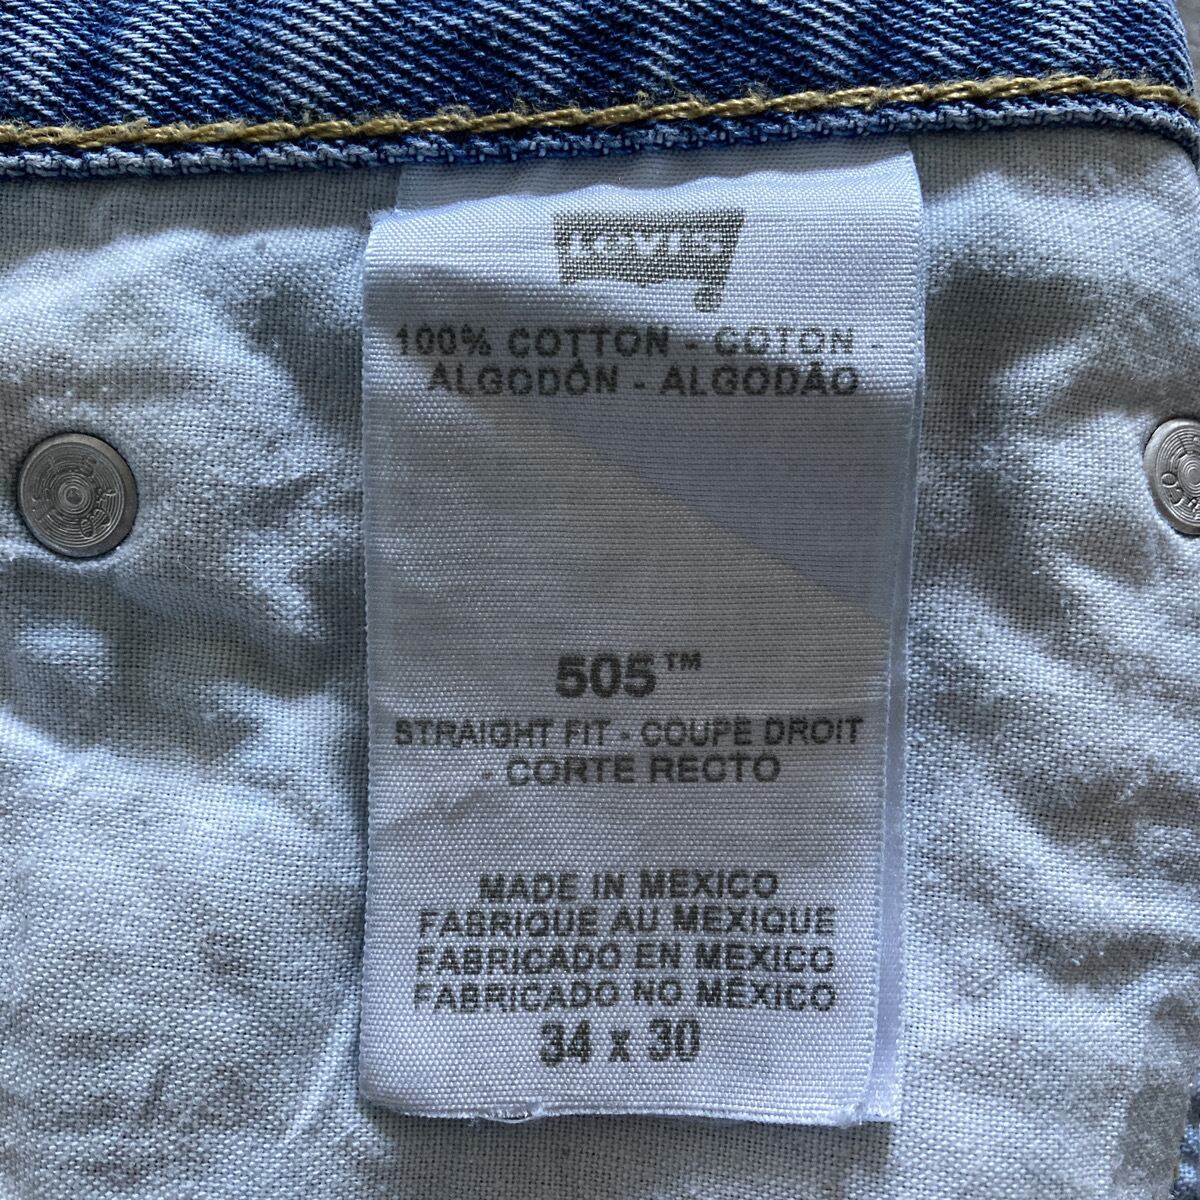 LEVI'S
100% COTTON - COTON -
ALGODÓN - ALGODÃO
505™
STRAIGHT FIT - COUPE DROIT
- CORTE RECTO
MADE IN MEXICO
FABRIQUE AU MEXIQUE
FABRICADO EN MEXICO
FABRICADO NO MÉXICO
34 x 30